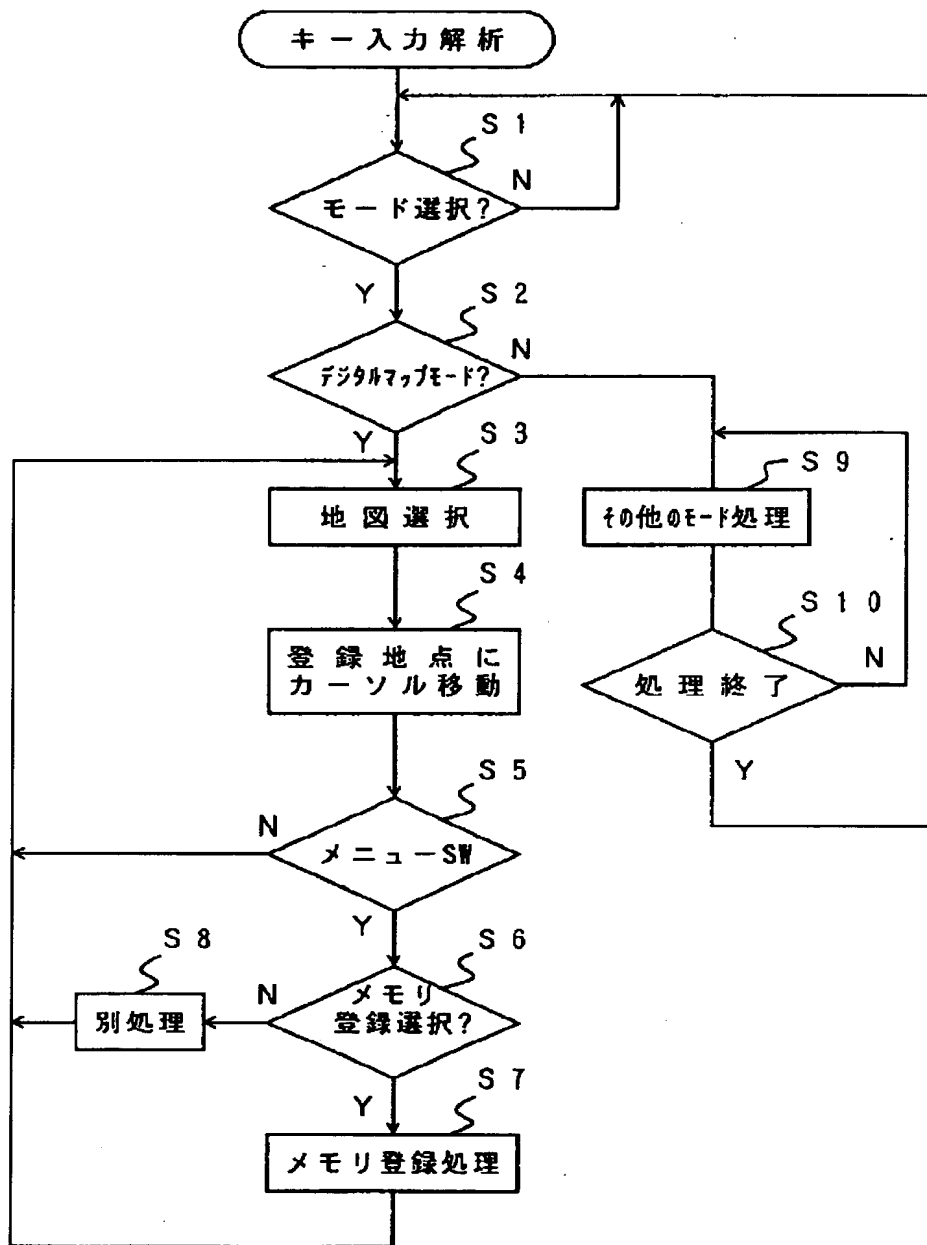 キー入力解析
S1
モード選択?
N
Y
S2
デジタルマップモード?
N
Y
S3
地図選択
S9
その他のモード処理
S4
登録地点に
カーソル移動
S10
処理終了
N
Y
S5
メニューSW
N
Y
S6
メモリ
登録選択?
N
S8
別処理
Y
S7
メモリ登録処理